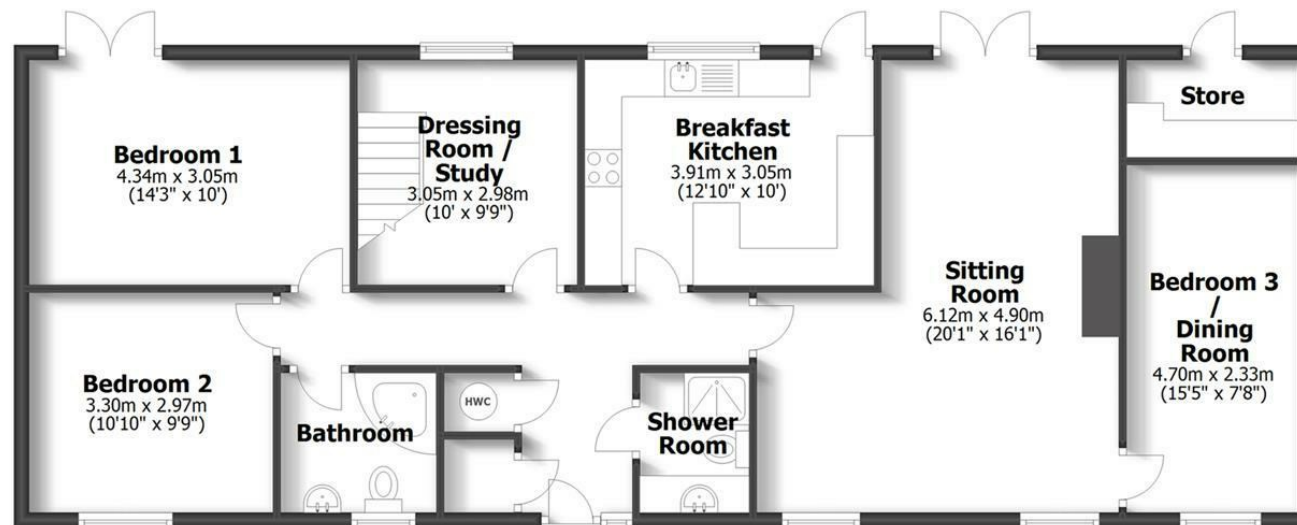 Bedroom 1
4.34m x 3.05m
(14'3" x 10')
Dressing
Room /
Study
3.05m x 2.98m
(10' x 9'9")
Breakfast
Kitchen
3.91m x 3.05m
(12'10" x 10')
Sitting
Room
6.12m x 4.90m
(20'1" x 16'1")
Store
Bedroom 3
/
Dining
Room
4.70m x 2.33m
(15'5" x 7'8")
Bedroom 2
3.30m x 2.97m
(10'10" x 9'9")
Bathroom
HWC
Shower
Room